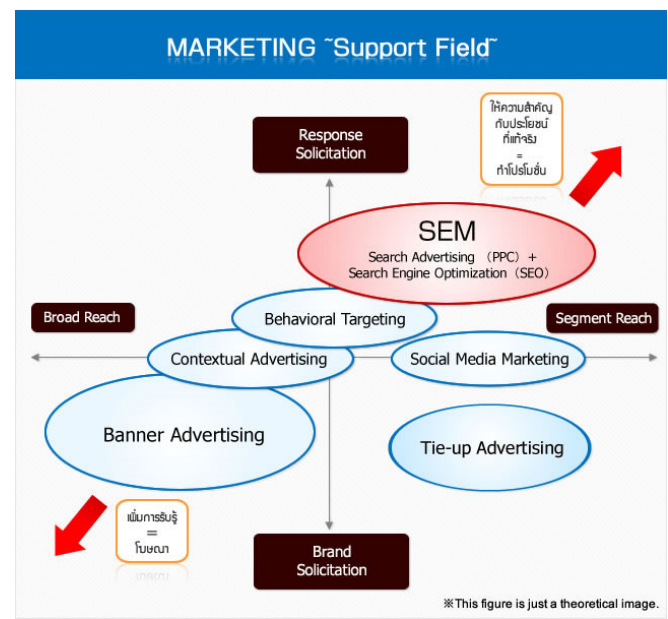 MARKETING ~Support Field~
ให้ความสำคัญ
กับประโยชน์
ที่แท้จริง
=
ทำโปรโมชั่น
Response
Solicitation
SEM
Search Advertising (PPC) +
Search Engine Optimization (SEO)
Broad Reach
Behavioral Targeting
Segment Reach
Contextual Advertising
Social Media Marketing
Banner Advertising
Tie-up Advertising
เพิ่มการรับรู้
=
โฆษณา
Brand
Solicitation
※This figure is just a theoretical image.